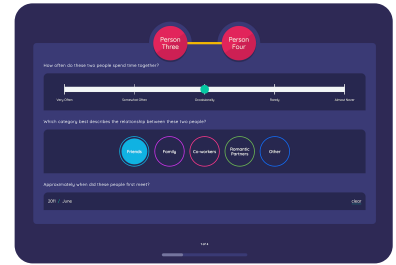 Person Three
Person Four
How often do these two people spend time together?
Very Often
Somewhat Often
Occasionally
Rarely
Almost Never
Which category best describes the relationship between these two people?
Friends
Family
Co-workers
Romantic Partners
Other
Approximately when did these people first meet?
2011 / June
clear